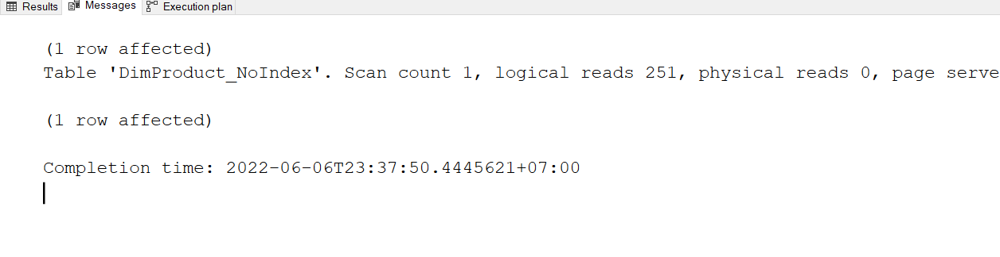 Results Messages Execution plan
(1 row affected)
Table 'DimProduct_NoIndex'. Scan count 1, logical reads 251, physical reads 0, page serve
(1 row affected)
Completion time: 2022-06-06T23:37:50.4445621+07:00